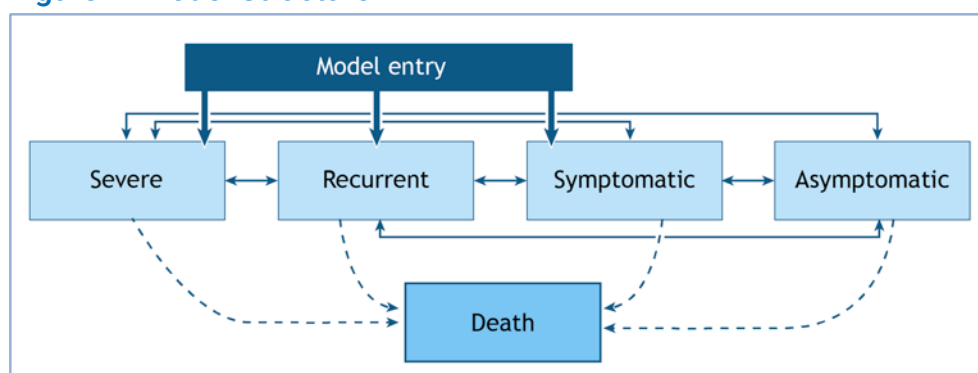 Model entry
Severe
Recurrent
Symptomatic
Asymptomatic
Death